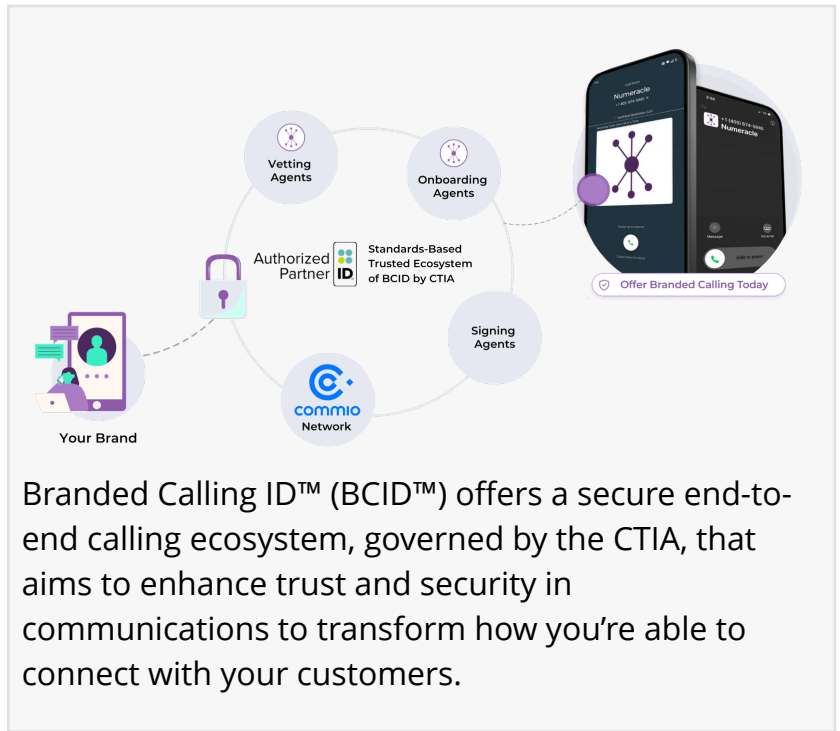 Vetting
Agents
Onboarding
Agents
Authorized
Partner
ID
Standards-Based
Trusted Ecosystem
of BCID by CTIA
Signing
Agents
commio
Network
Your Brand
Numeracle
Numeracle
Message
Voicemail
Offer Branded Calling Today
Branded Calling ID™ (BCID™) offers a secure end-to-
end calling ecosystem, governed by the CTIA, that
aims to enhance trust and security in
communications to transform how you’re able to
connect with your customers.